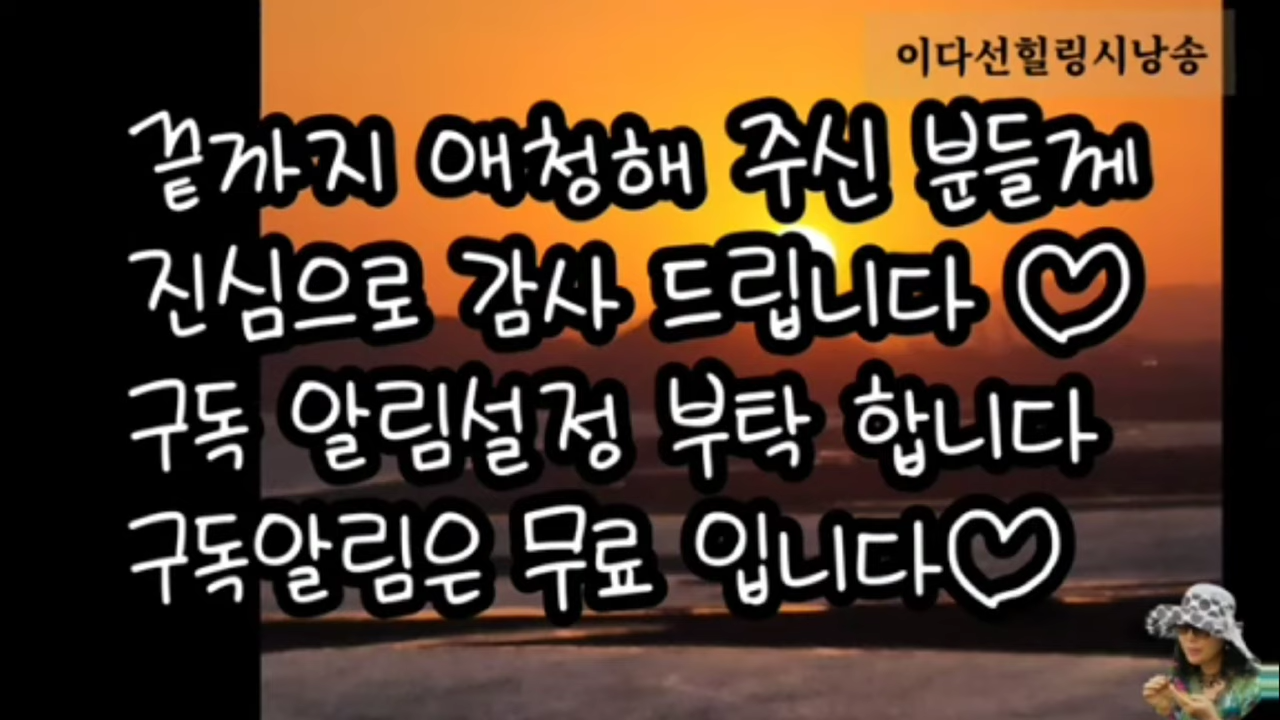 이다선힐링시낭송
끝까지 애청해 주신 분들께
진심으로 감사 드립니다 ♡
구독 알림설정 부탁 합니다
구독알림은 무료 입니다♡